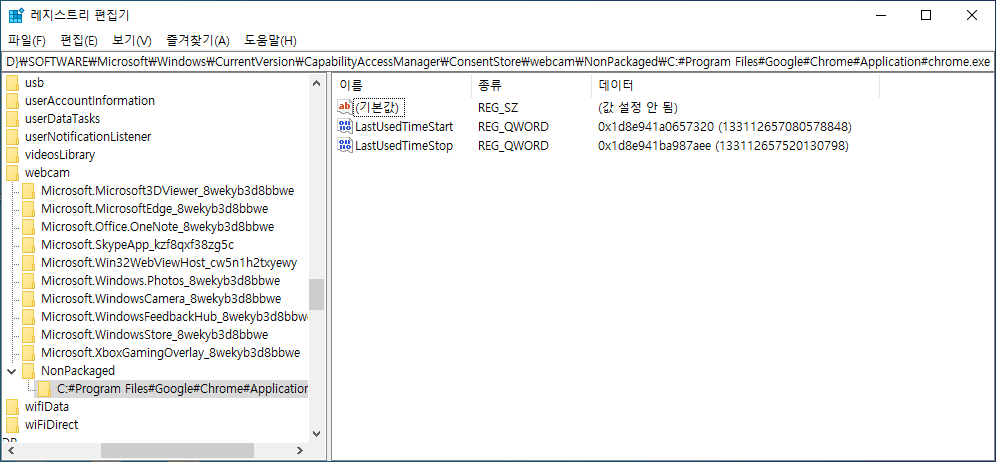 레지스트리 편집기
파일(F) 편집(E) 보기(V) 즐겨찾기(A) 도움말(H)
D}₩SOFTWARE₩Microsoft₩Windows₩CurrentVersion₩CapabilityAccessManager₩ConsentStore₩webcam₩NonPackaged₩C:#Program Files#Google#Chrome#Application#chrome.exe
usb
userAccountInformation
userDataTasks
userNotificationListener
videosLibrary
webcam
Microsoft.Microsoft3DViewer_8wekyb3d8bbwe
Microsoft.MicrosoftEdge_8wekyb3d8bbwe
Microsoft.Office.OneNote_8wekyb3d8bbwe
Microsoft.SkypeApp_kzf8qxf38zg5c
Microsoft.Win32WebViewHost_cw5n1h2txyewy
Microsoft.Windows.Photos_8wekyb3d8bbwe
Microsoft.WindowsCamera_8wekyb3d8bbwe
Microsoft.WindowsFeedbackHub_8wekyb3d8bbwe
Microsoft.WindowsStore_8wekyb3d8bbwe
Microsoft.XboxGamingOverlay_8wekyb3d8bbwe
NonPackaged
C:#Program Files#Google#Chrome#Application
wifiData
wiFiDirect
이름 종류 데이터
ab (기본값) REG_SZ (값 설정 안 됨)
LastUsedTimeStart REG_QWORD 0x1d8e941a0657320 (133112657080578848)
LastUsedTimeStop REG_QWORD 0x1d8e941ba987aee (133112657520130798)